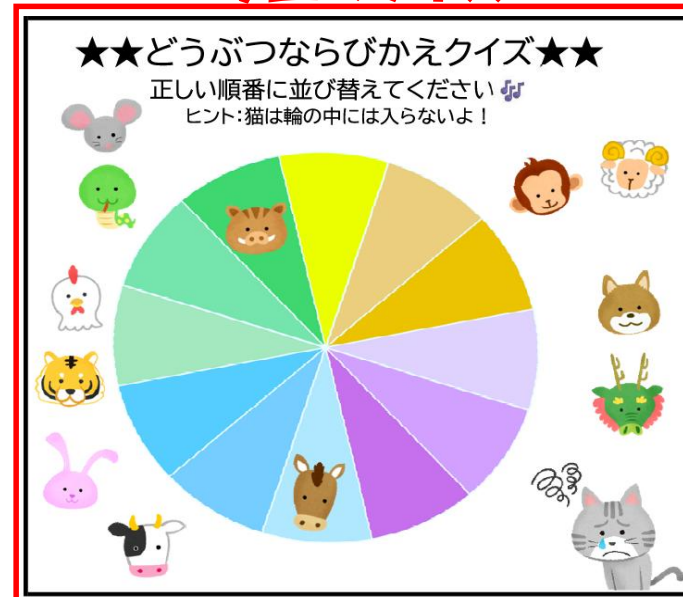 ★★どうぶつならびかえクイズ★★
正しい順番に並び替えてください🎶
ヒント:猫は輪の中には入らないよ！